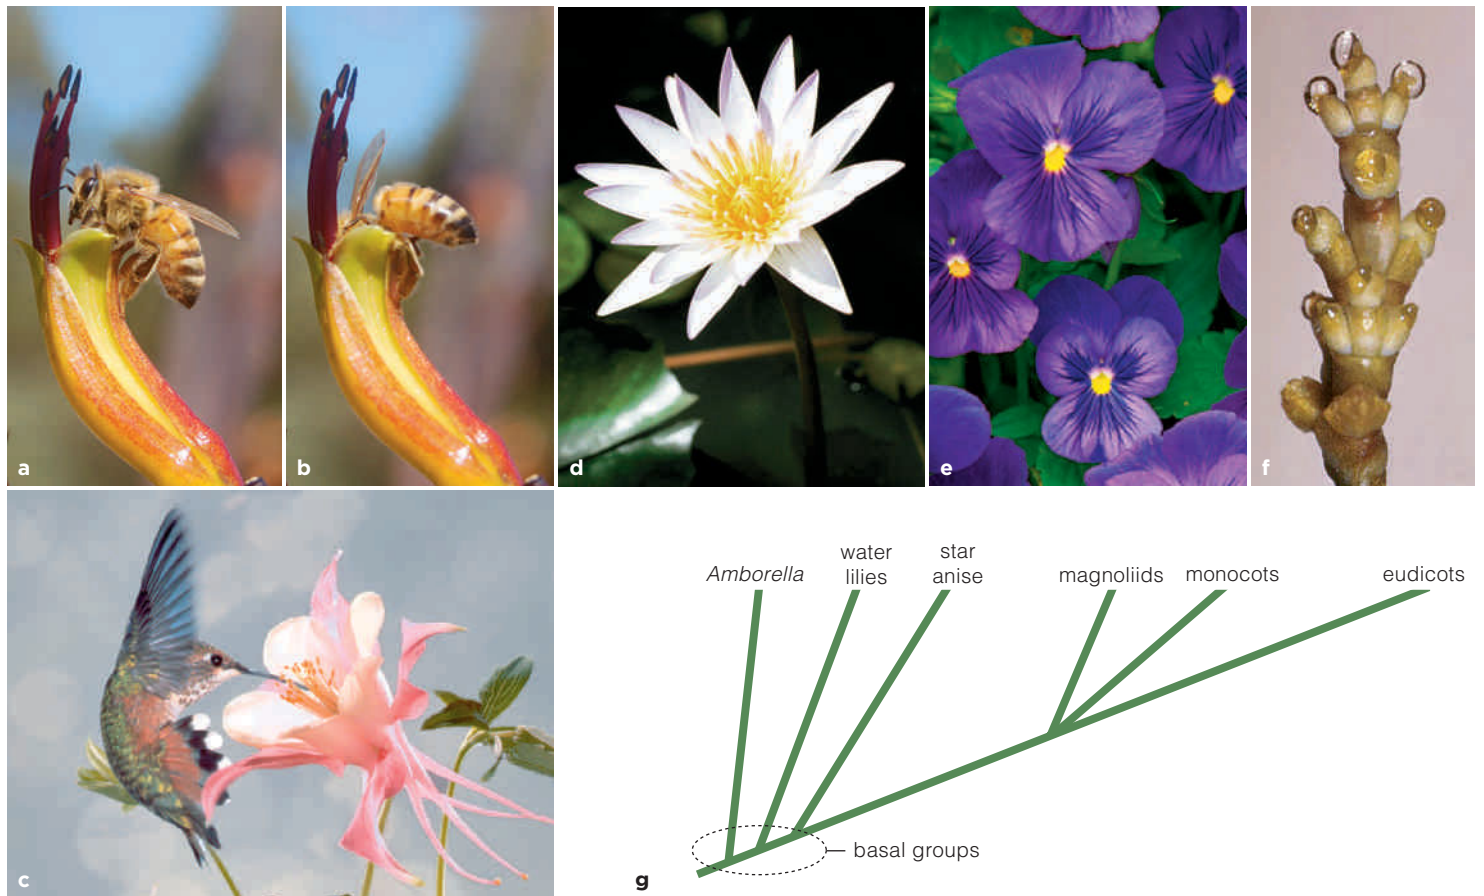 a
b
d
e
f
c
water
lilies
star
anise
Amborella
magnoliids
monocots
eudicots
basal groups
g